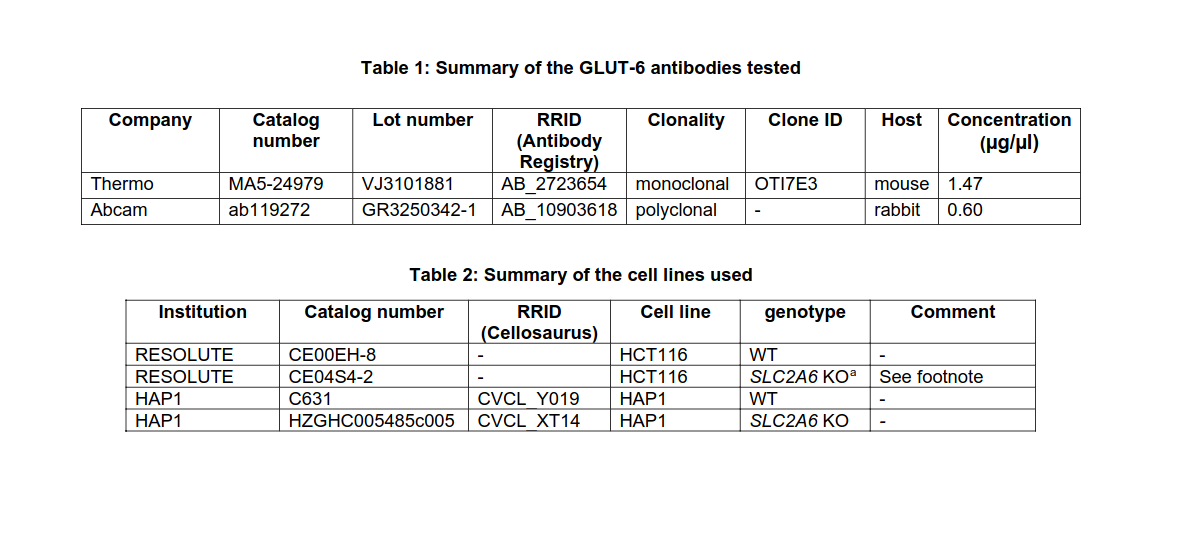 Table 1: Summary of the GLUT-6 antibodies tested
Company Catalog number Lot number RRID (Antibody Registry) Clonality Clone ID Host Concentration (µg/µl)
Thermo MA5-24979 VJ3101881 AB_2723654 monoclonal OTI7E3 mouse 1.47
Abcam ab119272 GR3250342-1 AB_10903618 polyclonal - rabbit 0.60
Table 2: Summary of the cell lines used
Institution Catalog number RRID (Cellosaurus) Cell line genotype Comment
RESOLUTE CE00EH-8 - HCT116 WT -
RESOLUTE CE04S4-2 - HCT116 SLC2A6 KOª See footnote
HAP1 C631 CVCL_Y019 HAP1 WT -
HAP1 HZGHC005485c005 CVCL_XT14 HAP1 SLC2A6 KO -